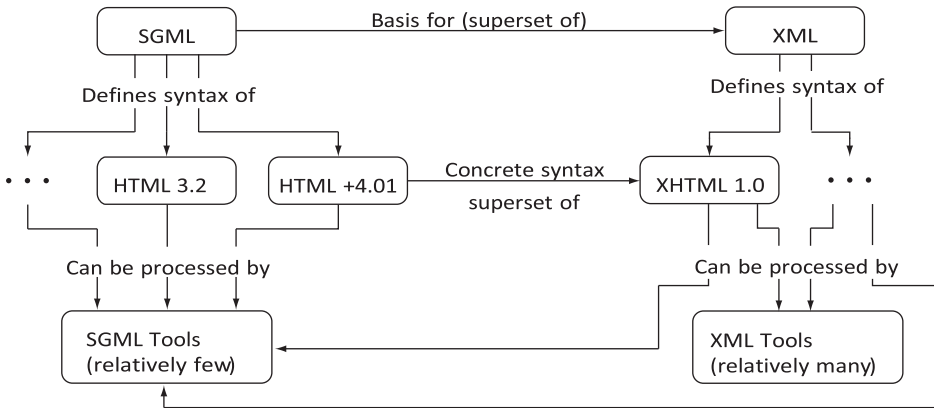 SGML
Basis for (superset of)
XML
Defines syntax of
Defines syntax of
• • •
HTML 3.2
HTML +4.01
Concrete syntax
superset of
XHTML 1.0
• • •
Can be processed by
Can be processed by
SGML Tools
(relatively few)
XML Tools
(relatively many)